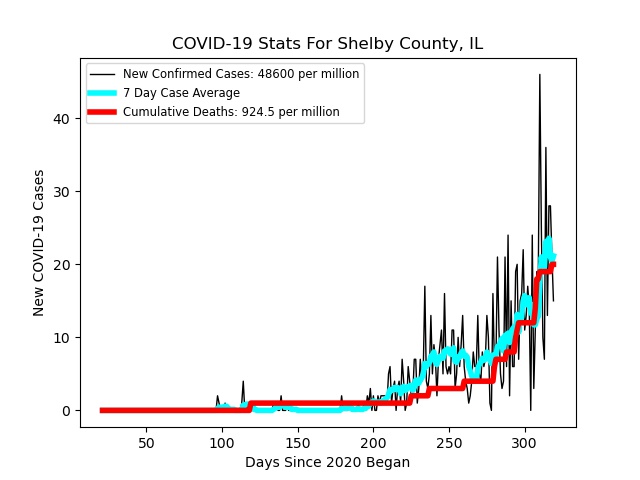 COVID-19 Stats For Shelby County, IL
New Confirmed Cases: 48600 per million
7 Day Case Average
Cumulative Deaths: 924.5 per million
New COVID-19 Cases
40
30
20
10
0
50 100 150 200 250 300
Days Since 2020 Began